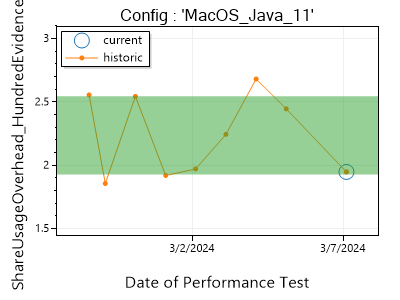 Config : 'MacOS_Java_11'
current
historic
ShareUsageOverhead_HundredEvidence
3
2.5
2
1.5
3/2/2024
3/7/2024
Date of Performance Test